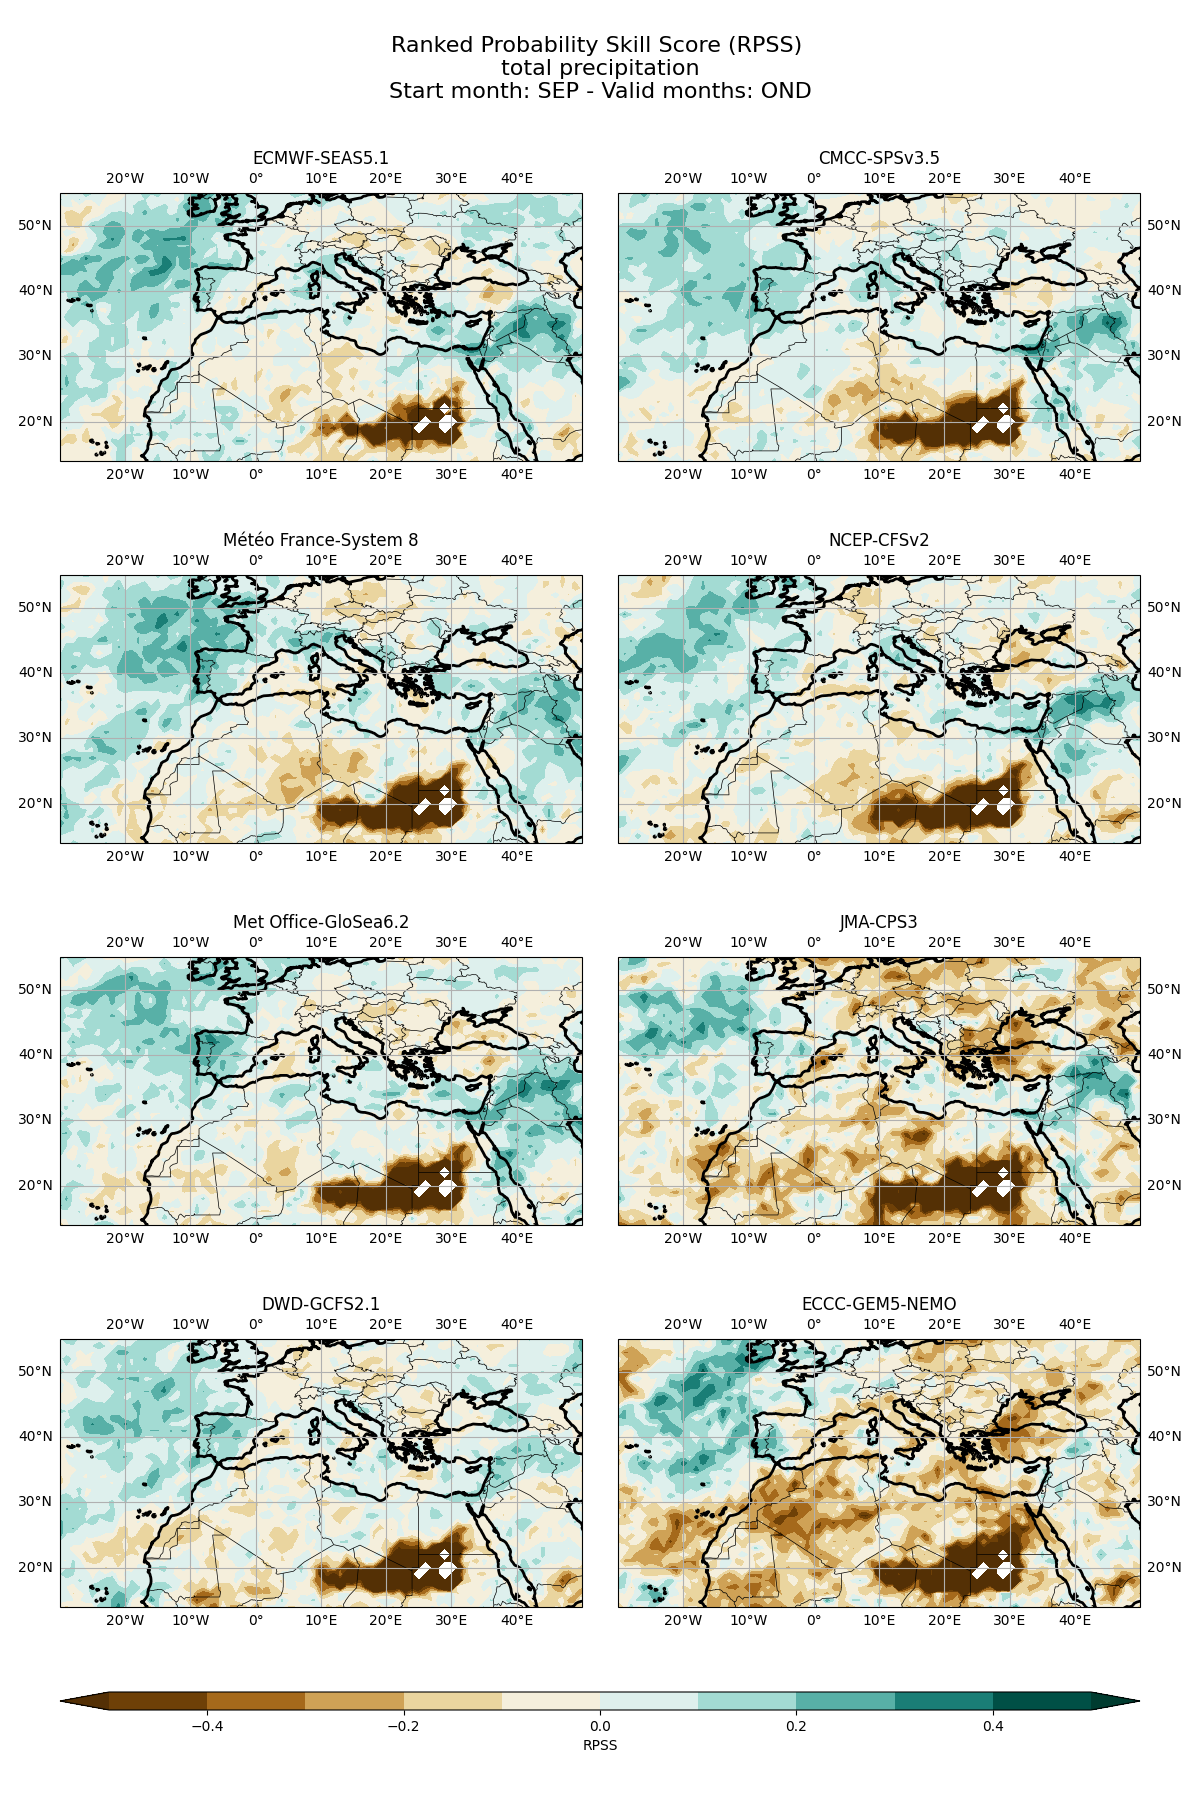 Ranked Probability Skill Score (RPSS)
total precipitation
Start month: SEP - Valid months: OND
ECMWF-SEAS5.1
20°W 10°W 0° 10°E 20°E 30°E 40°E
50°N
40°N
30°N
20°N
20°W 10°W 0° 10°E 20°E 30°E 40°E
CMCC-SPSv3.5
20°W 10°W 0° 10°E 20°E 30°E 40°E
50°N
40°N
30°N
20°N
20°W 10°W 0° 10°E 20°E 30°E 40°E
Météo France-System 8
20°W 10°W 0° 10°E 20°E 30°E 40°E
50°N
40°N
30°N
20°N
20°W 10°W 0° 10°E 20°E 30°E 40°E
NCEP-CFSv2
20°W 10°W 0° 10°E 20°E 30°E 40°E
50°N
40°N
30°N
20°N
20°W 10°W 0° 10°E 20°E 30°E 40°E
Met Office-GloSea6.2
20°W 10°W 0° 10°E 20°E 30°E 40°E
50°N
40°N
30°N
20°N
20°W 10°W 0° 10°E 20°E 30°E 40°E
JMA-CPS3
20°W 10°W 0° 10°E 20°E 30°E 40°E
50°N
40°N
30°N
20°N
20°W 10°W 0° 10°E 20°E 30°E 40°E
DWD-GCFS2.1
20°W 10°W 0° 10°E 20°E 30°E 40°E
50°N
40°N
30°N
20°N
20°W 10°W 0° 10°E 20°E 30°E 40°E
ECCC-GEM5-NEMO
20°W 10°W 0° 10°E 20°E 30°E 40°E
50°N
40°N
30°N
20°N
20°W 10°W 0° 10°E 20°E 30°E 40°E
−0.4 −0.2 0.0 0.2 0.4
RPSS